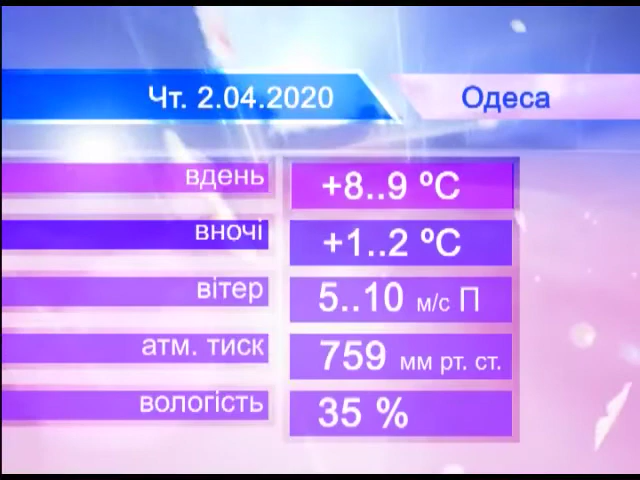 Чт. 2.04.2020 Одеса
вдень +8..9 ºC
вночі +1..2 ºC
вітер 5..10 м/с П
атм. тиск 759 мм рт. ст.
вологість 35 %